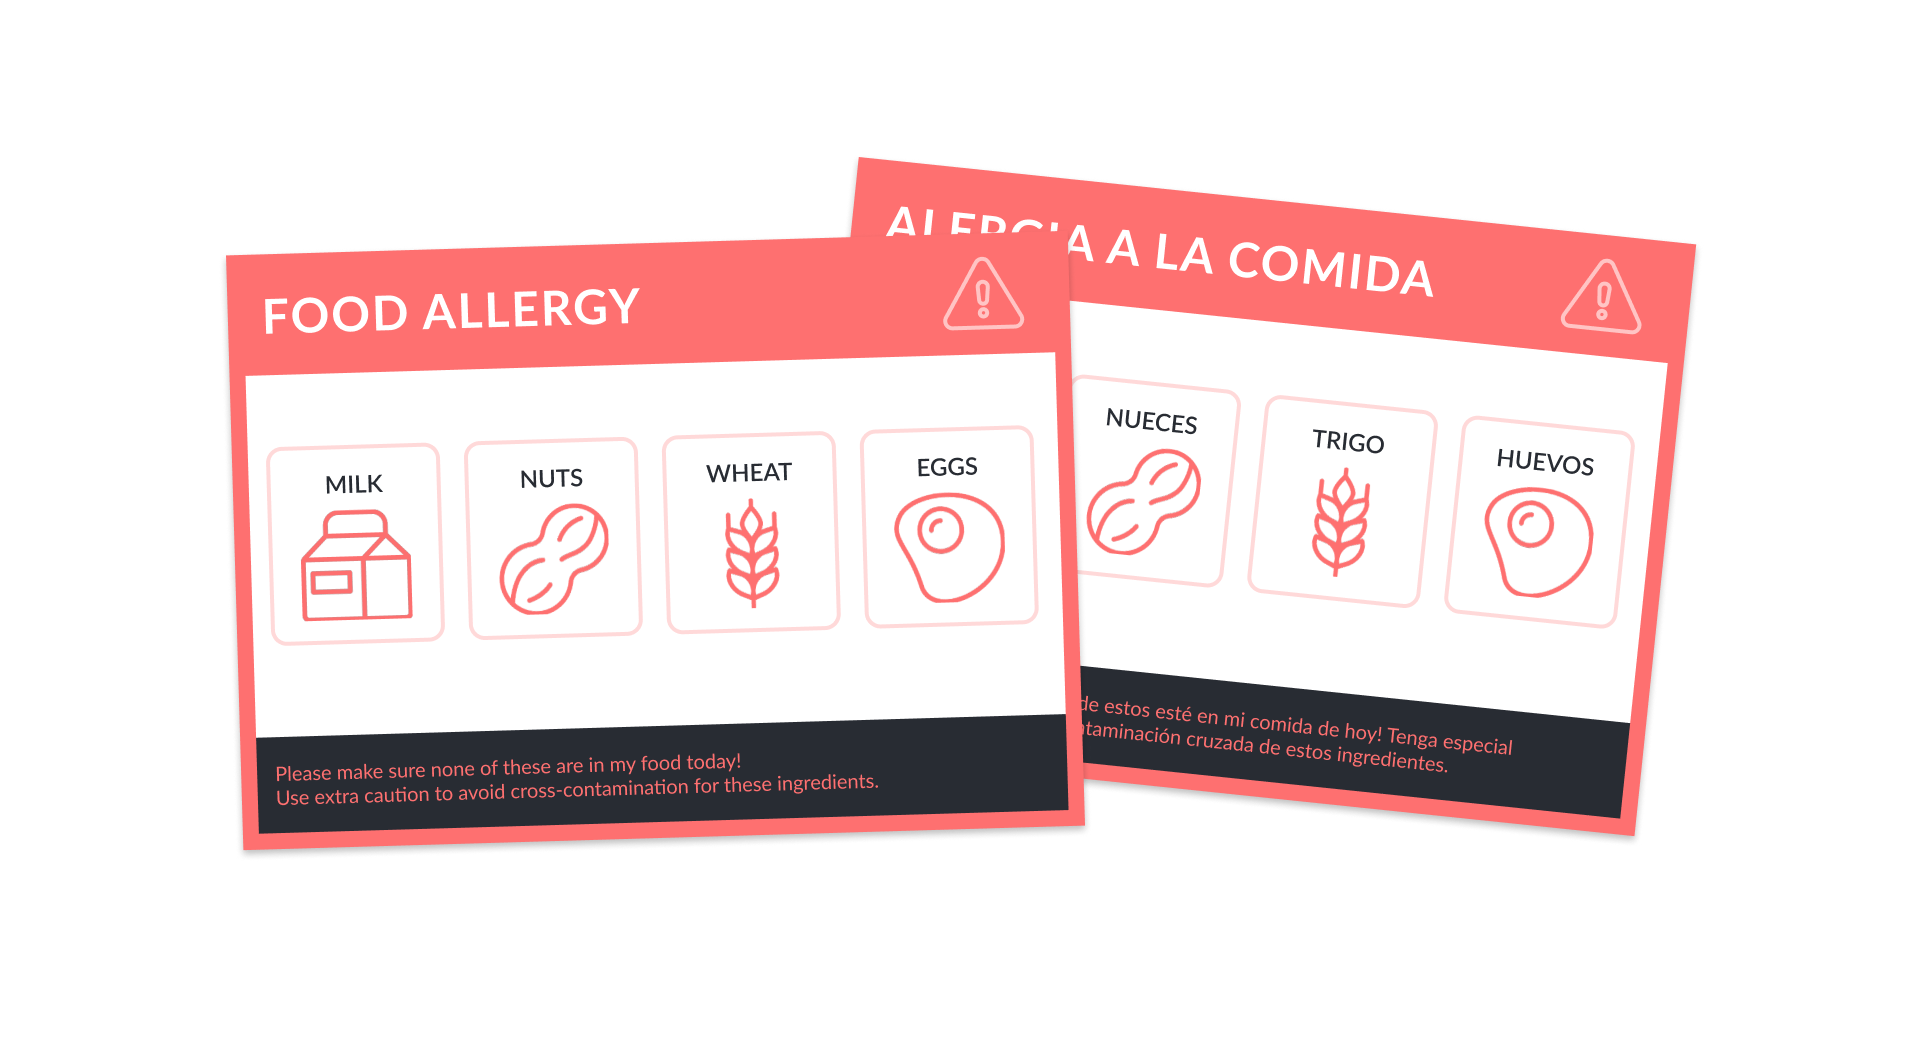 FOOD ALLERGY
MILK
NUTS
WHEAT
EGGS
Please make sure none of these are in my food today!
Use extra caution to avoid cross-contamination for these ingredients.
A LA COMIDA
NUECES
TRIGO
HUEVOS
de estos esté en mi comida de hoy! Tenga especial
cruzada de estos ingredientes.